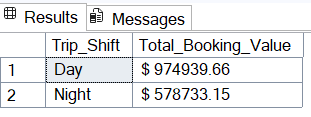 Results Messages
Trip_Shift Total_Booking_Value
1 Day $ 974939.66
2 Night $ 578733.15